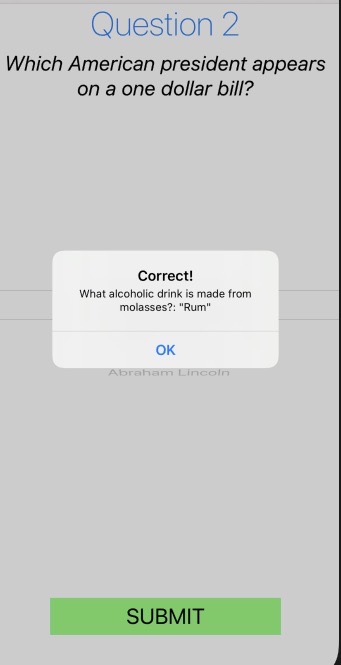 Question 2
Which American president appears
on a one dollar bill?
Correct!
What alcoholic drink is made from
molasses?: "Rum"
OK
Abraham Lincoln
SUBMIT